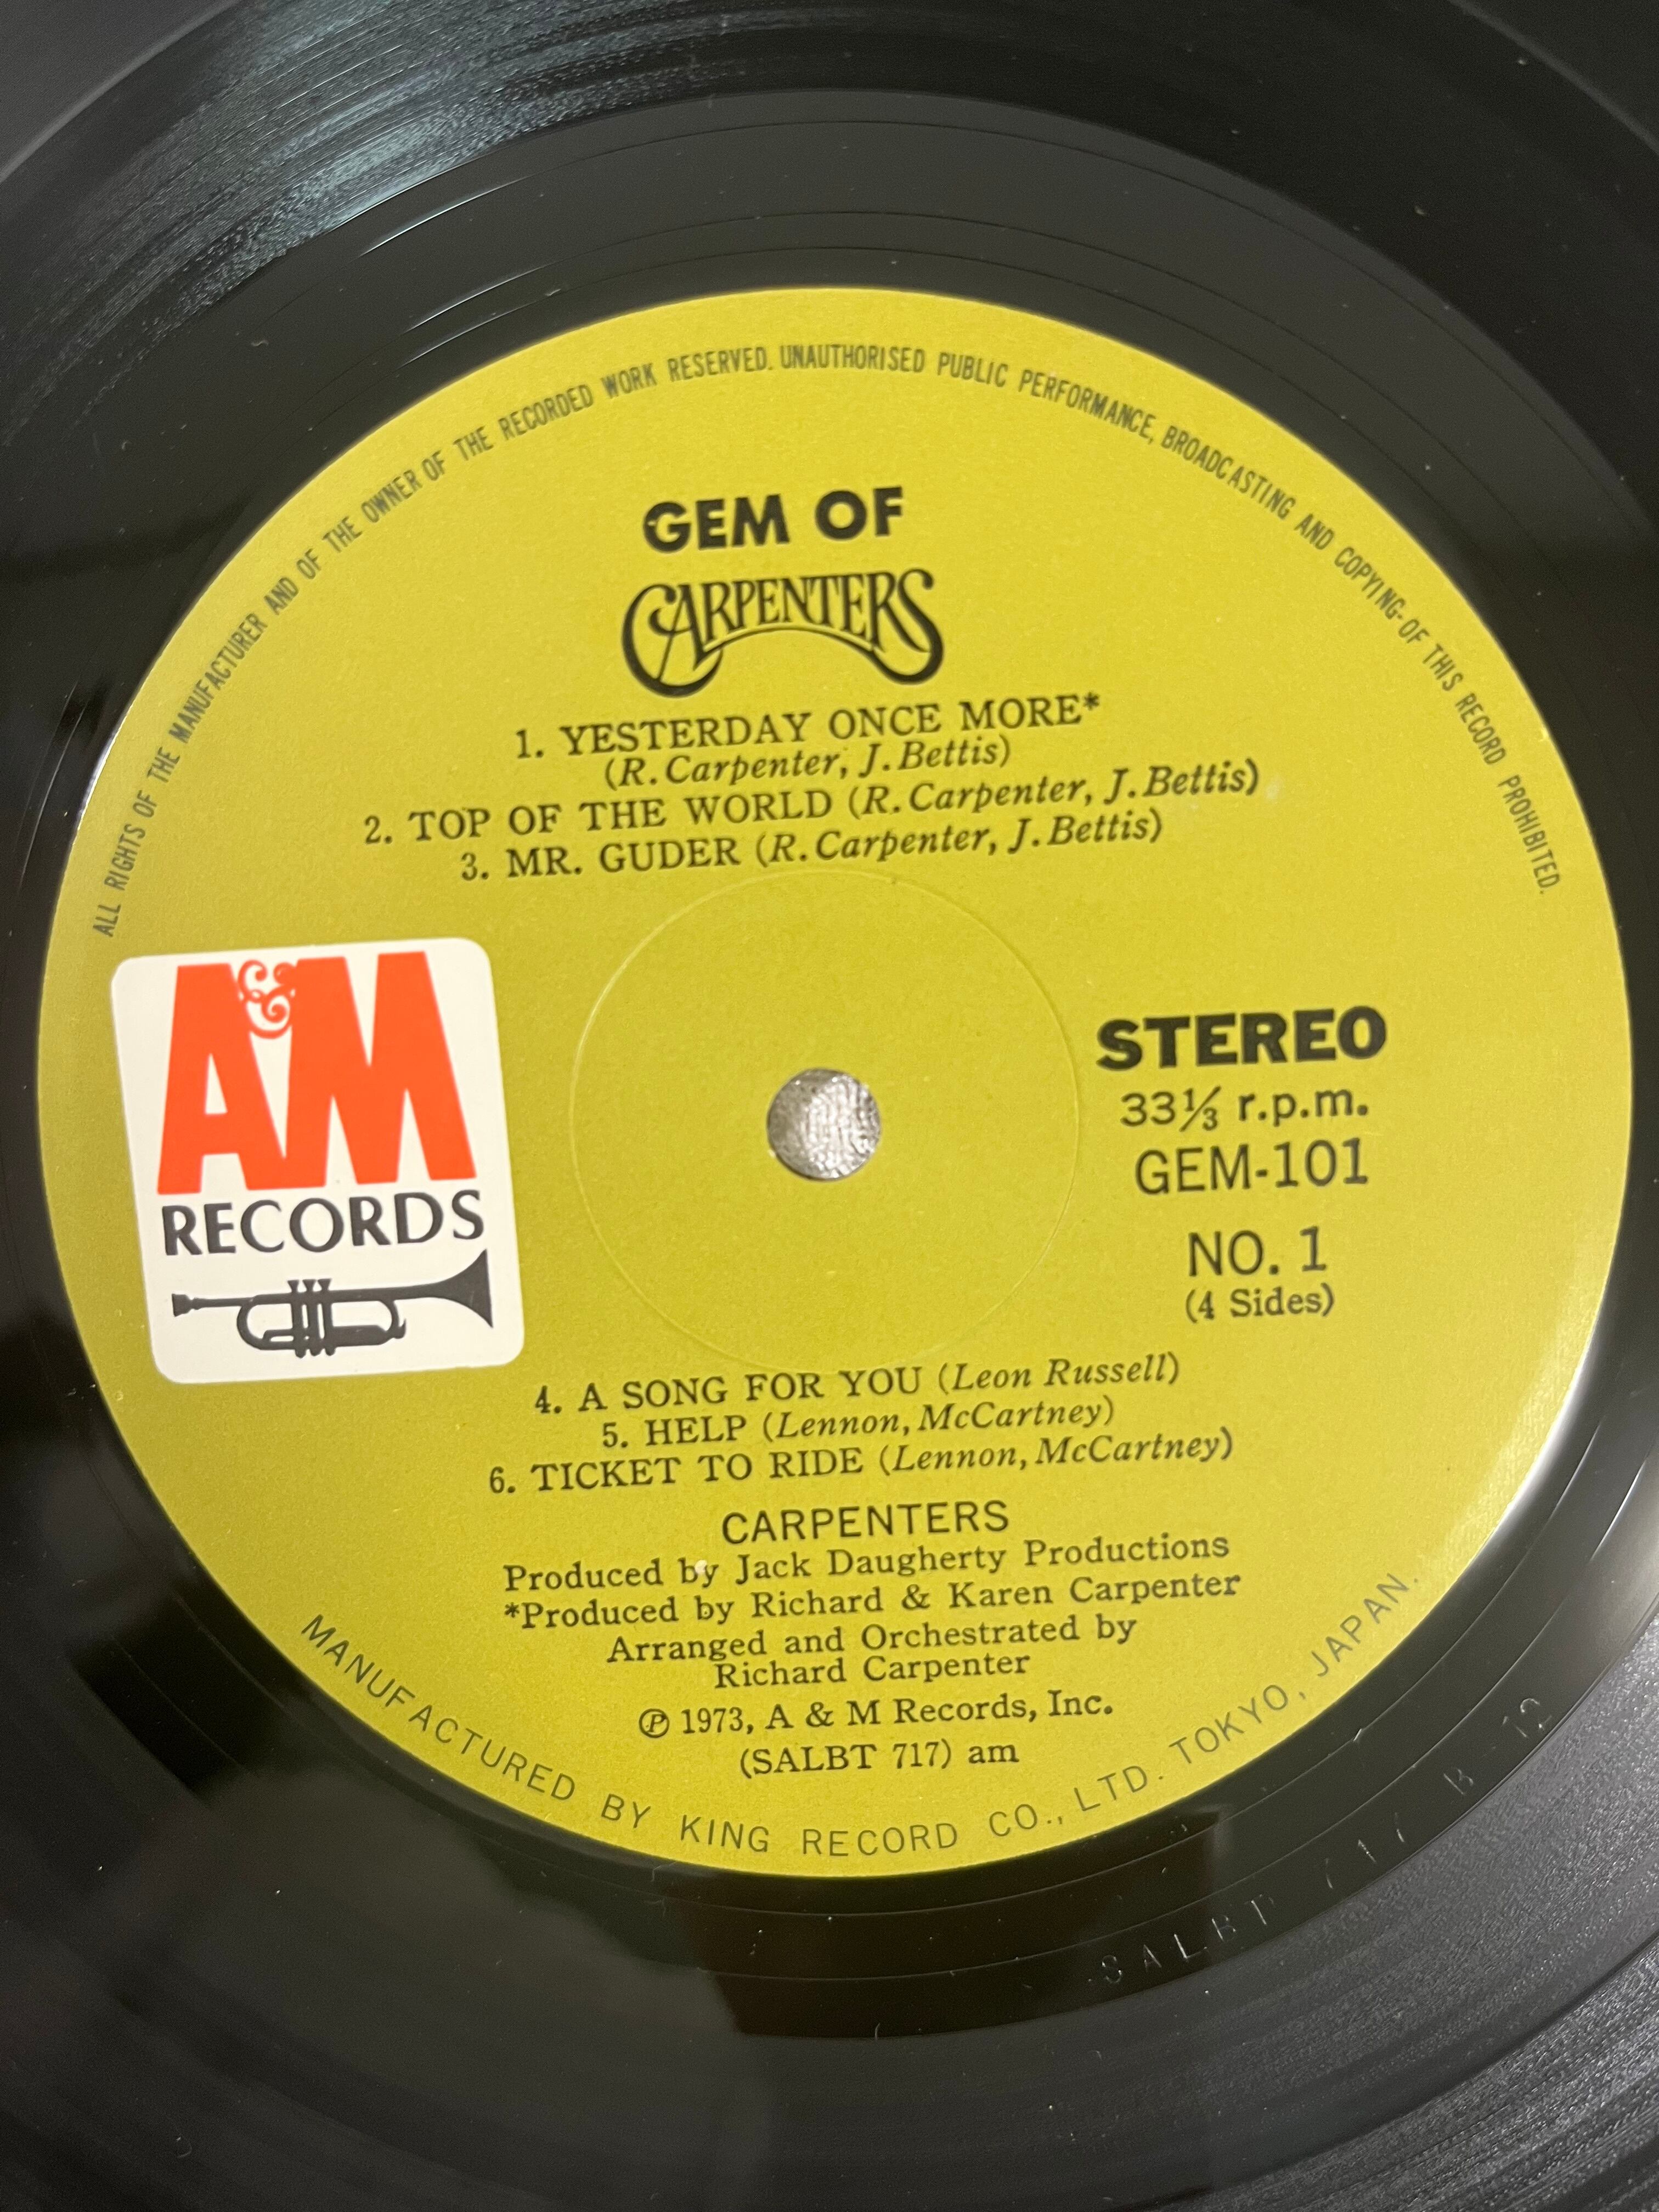 ALL RIGHTS OF THE MANUFACTURER AND OF THE OWNER OF THE RECORDED WORK RESERVED. UNAUTHORISED PUBLIC PERFORMANCE, BROADCASTING AND COPYING OF THIS RECORD PROHIBITED.
GEM OF
CARPENTERS
1. YESTERDAY ONCE MORE*
(R. Carpenter, J. Bettis)
2. TOP OF THE WORLD (R. Carpenter, J. Bettis)
3. MR. GUDER (R. Carpenter, J. Bettis)
A&M
RECORDS
STEREO
33⅓ r.p.m.
GEM-101
NO. 1
(4 Sides)
4. A SONG FOR YOU (Leon Russell)
5. HELP (Lennon, McCartney)
6. TICKET TO RIDE (Lennon, McCartney)
CARPENTERS
Produced by Jack Daugherty Productions
*Produced by Richard & Karen Carpenter
Arranged and Orchestrated by
Richard Carpenter
℗ 1973, A & M Records, Inc.
(SALBT 717) am
MANUFACTURED BY KING RECORD CO., LTD. TOKYO, JAPAN.
SALBT 717